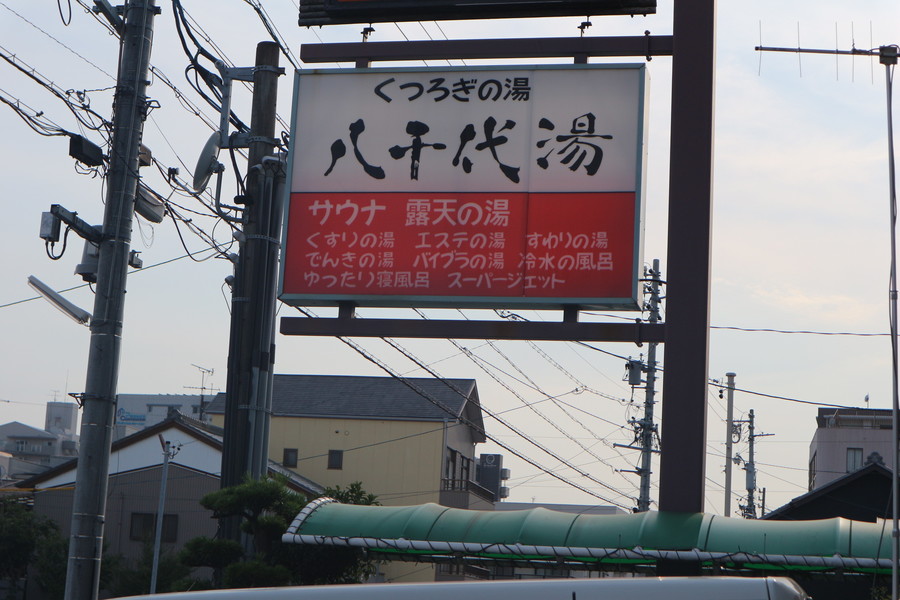 くつろぎの湯
八千代湯
サウナ 露天の湯
くすりの湯 エステの湯 すわりの湯
でんきの湯 バイブラの湯 冷水の風呂
ゆったり寝風呂 スーパージェット